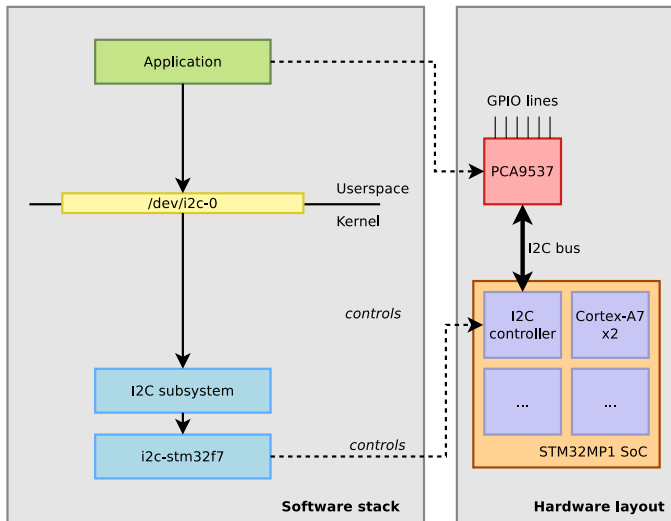 Application
GPIO lines
PCA9537
/dev/i2c-0
Userspace
Kernel
I2C bus
controls
I2C
controller
Cortex-A7
x2
I2C subsystem
...
...
controls
i2c-stm32f7
STM32MP1 SoC
Software stack
Hardware layout